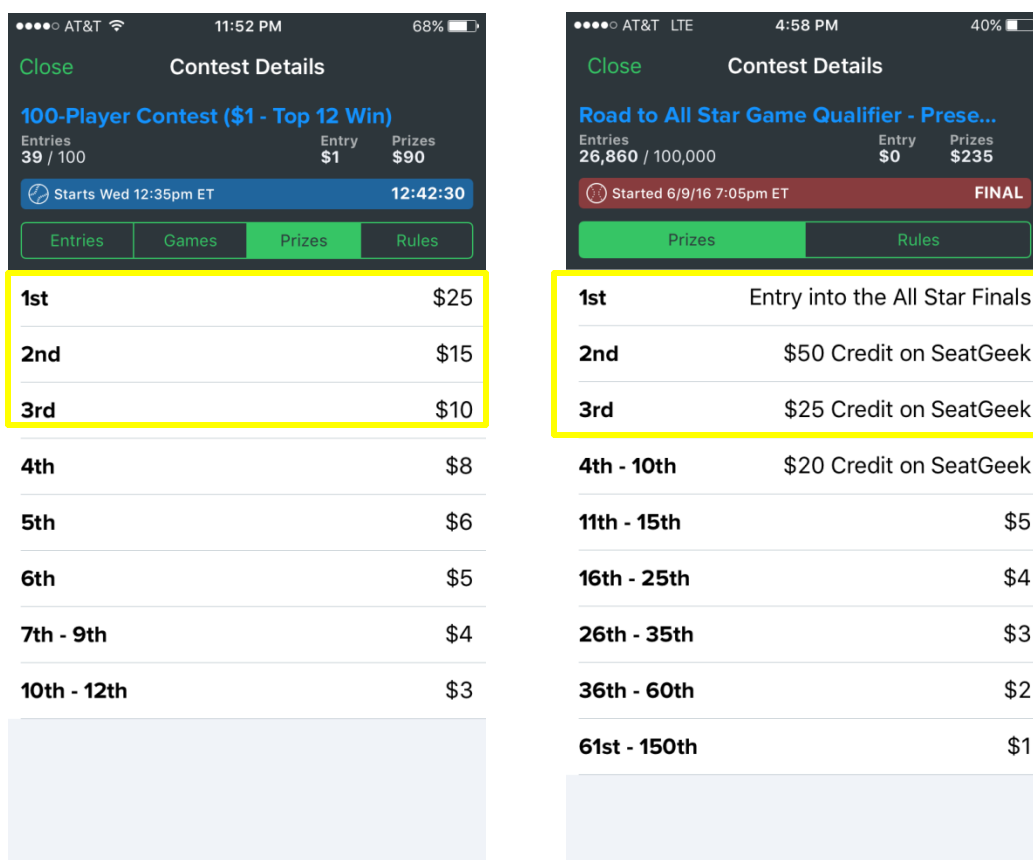 AT&T
11:52 PM
68%
Close
Contest Details
100-Player Contest ($1 - Top 12 Win)
Entries
Entry
Prizes
39 / 100
$1
$90
Starts Wed 12:35pm ET
12:42:30
Entries
Games
Prizes
Rules
1st $25
2nd $15
3rd $10
4th $8
5th $6
6th $5
7th - 9th $4
10th - 12th $3
AT&T LTE
4:58 PM
40%
Close
Contest Details
Road to All Star Game Qualifier - Prese...
Entries
Entry
Prizes
26,860 / 100,000
$0
$235
Started 6/9/16 7:05pm ET
FINAL
Prizes
Rules
1st Entry into the All Star Finals
2nd $50 Credit on SeatGeek
3rd $25 Credit on SeatGeek
4th - 10th $20 Credit on SeatGeek
11th - 15th $5
16th - 25th $4
26th - 35th $3
36th - 60th $2
61st - 150th $1